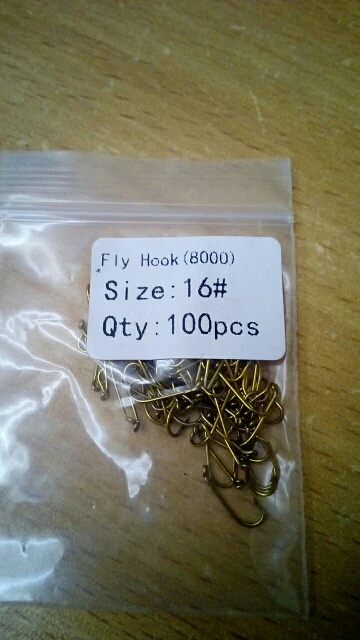 Fly Hook(8000)
Size:16#
Qty:100pcs